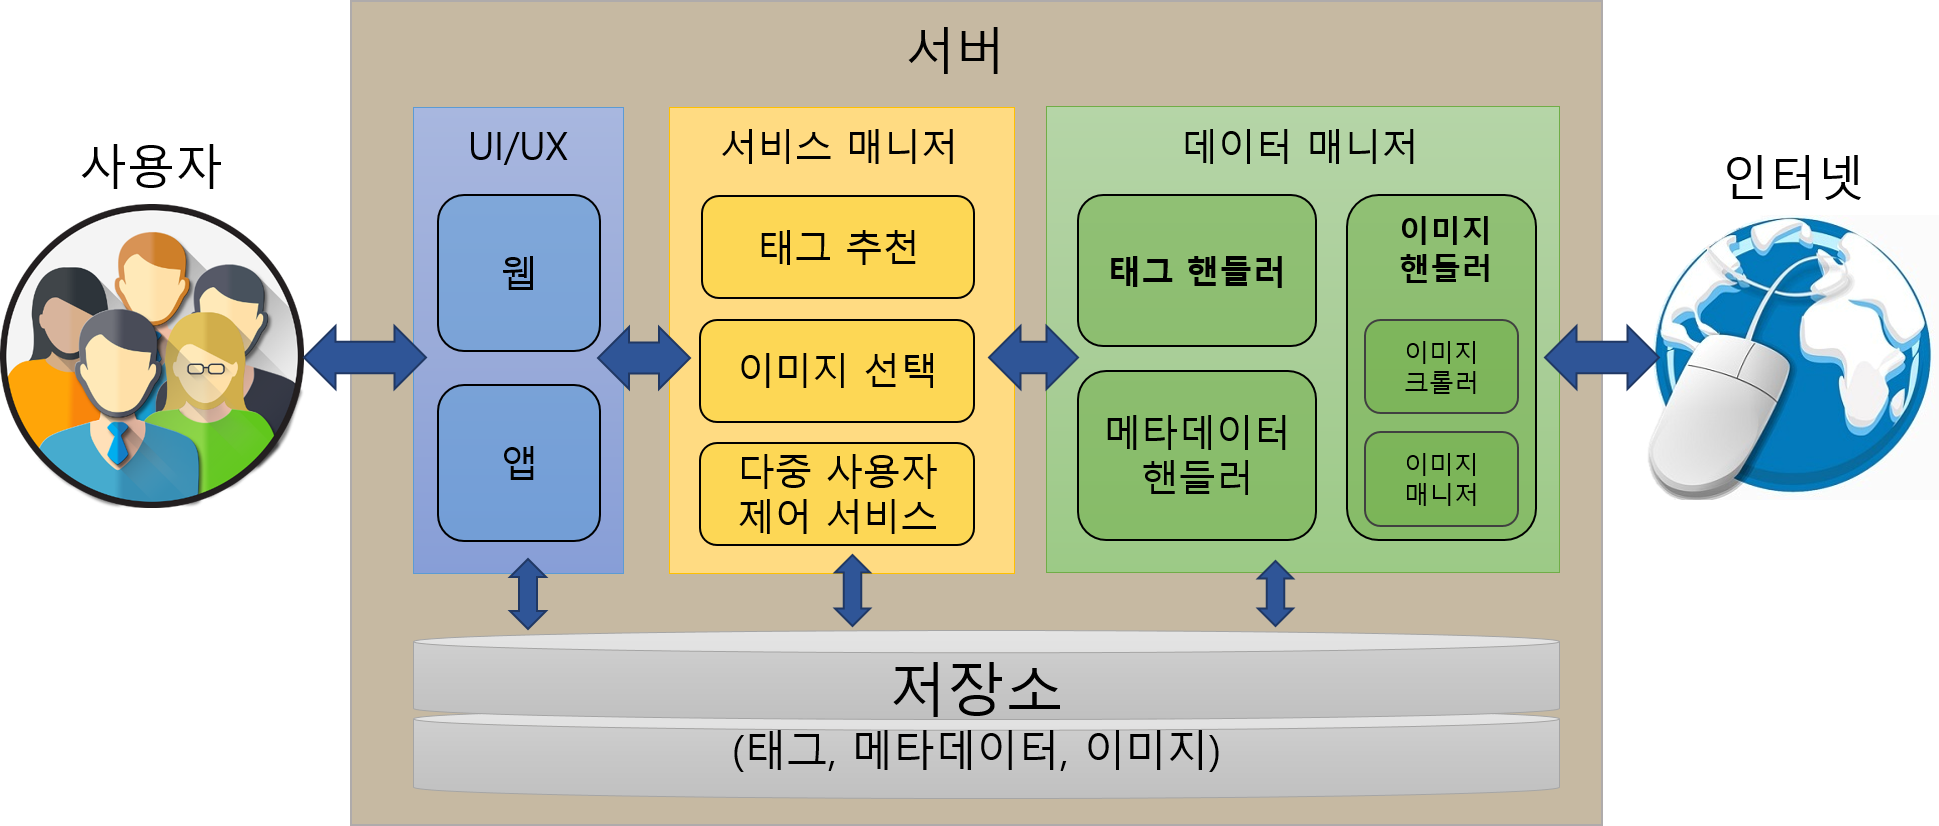 서버
사용자
UI/UX
웹
앱
서비스 매니저
태그 추천
이미지 선택
다중 사용자
제어 서비스
데이터 매니저
태그 핸들러
메타데이터
핸들러
이미지
핸들러
이미지
크롤러
이미지
매니저
인터넷
저장소
(태그, 메타데이터, 이미지)